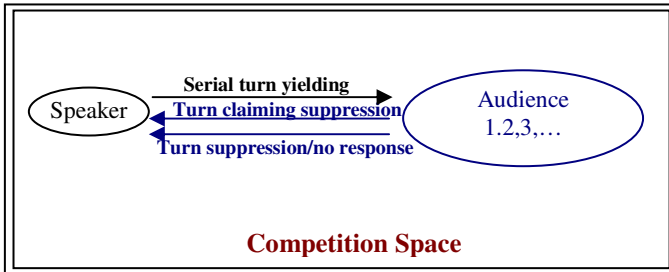 Serial turn yielding
Speaker
Turn claiming suppression
Audience
1.2,3,…
Turn suppression/no response
Competition Space